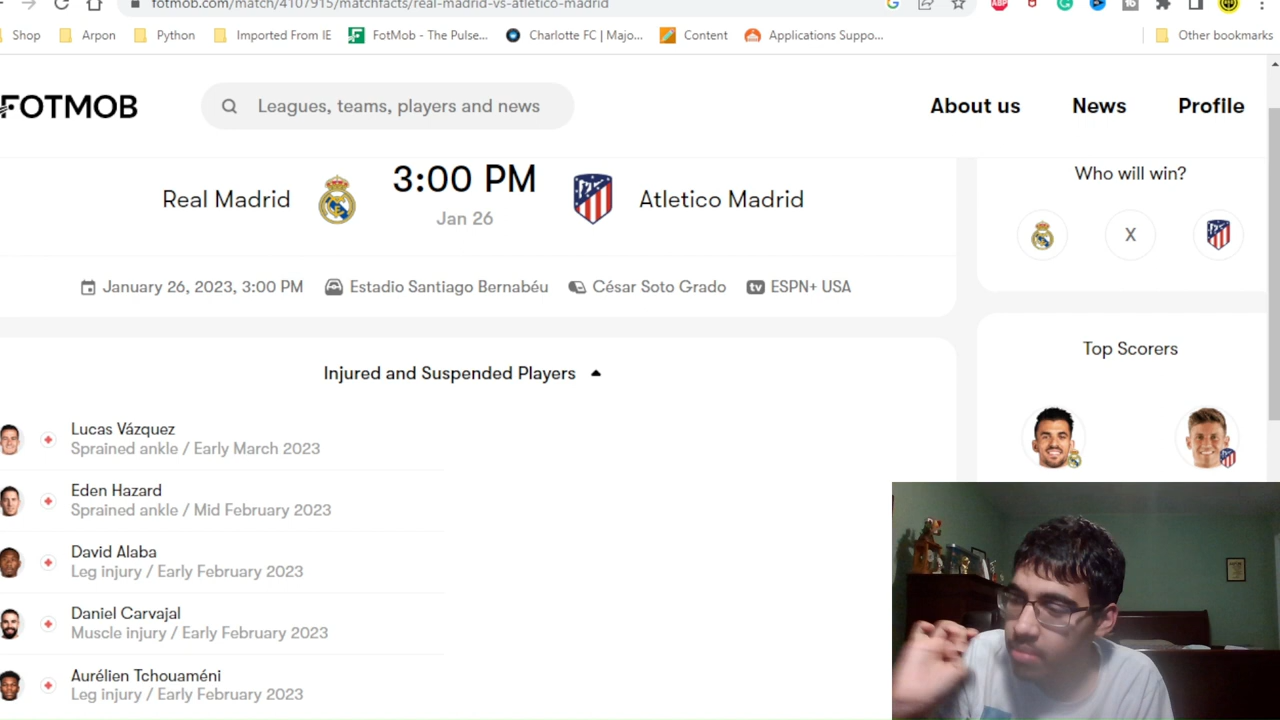 fotmob.com/match/4107915/matchfacts/real-madrid-vs-atletico-madrid
Shop Arpon Python Imported From IE FotMob - The Pulse... Charlotte FC | Majo... Content Applications Suppo... Other bookmarks
FOTMOB
Leagues, teams, players and news
About us News Profile
Real Madrid 3:00 PM Atletico Madrid
Jan 26
January 26, 2023, 3:00 PM Estadio Santiago Bernabéu César Soto Grado tv ESPN+ USA
Who will win?
X
Injured and Suspended Players
Lucas Vázquez
Sprained ankle / Early March 2023
Eden Hazard
Sprained ankle / Mid February 2023
David Alaba
Leg injury / Early February 2023
Daniel Carvajal
Muscle injury / Early February 2023
Aurélien Tchouaméni
Leg injury / Early February 2023
Top Scorers